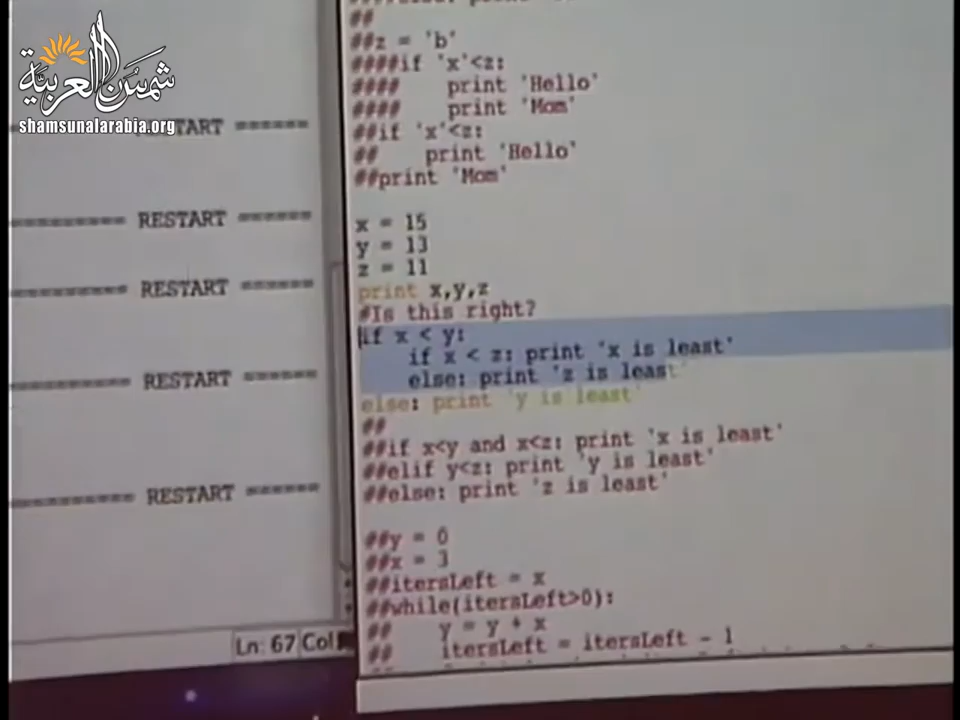 شمس العربية
shamsunalarabia.org
RESTART ======
========= RESTART ======
========= RESTART ======
========= RESTART ======
========= RESTART ======
Ln: 67 Col
##
##z = 'b'
####if 'x'<z:
####    print 'Hello'
####    print 'Mom'
##if 'x'<z:
##    print 'Hello'
##print 'Mom'
x = 15
y = 13
z = 11
print x,y,z
#Is this right?
if x < y:
    if x < z: print 'x is least'
    else: print 'z is least'
else: print 'y is least'
##
##if x<y and x<z: print 'x is least'
##elif y<z: print 'y is least'
##else: print 'z is least'
##y = 0
##x = 3
##itersLeft = x
##while(itersLeft>0):
##    y = y + x
##    itersLeft = itersLeft - 1